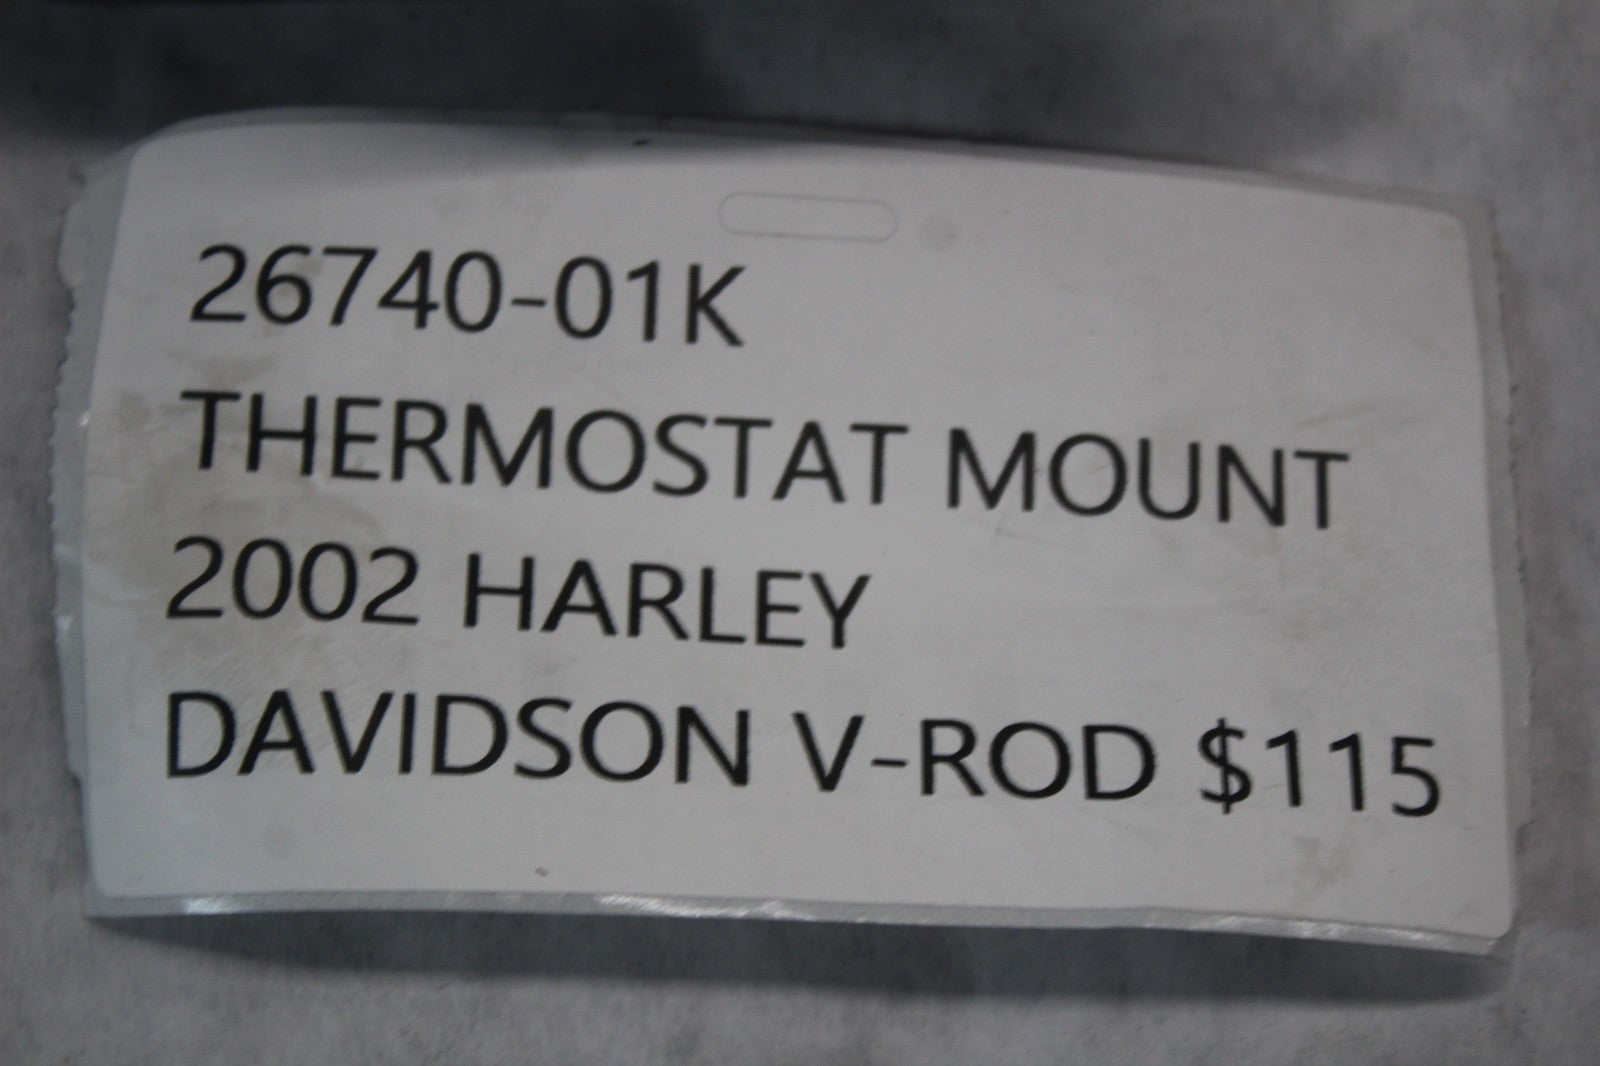 26740-01K
THERMOSTAT MOUNT
2002 HARLEY
DAVIDSON V-ROD $115